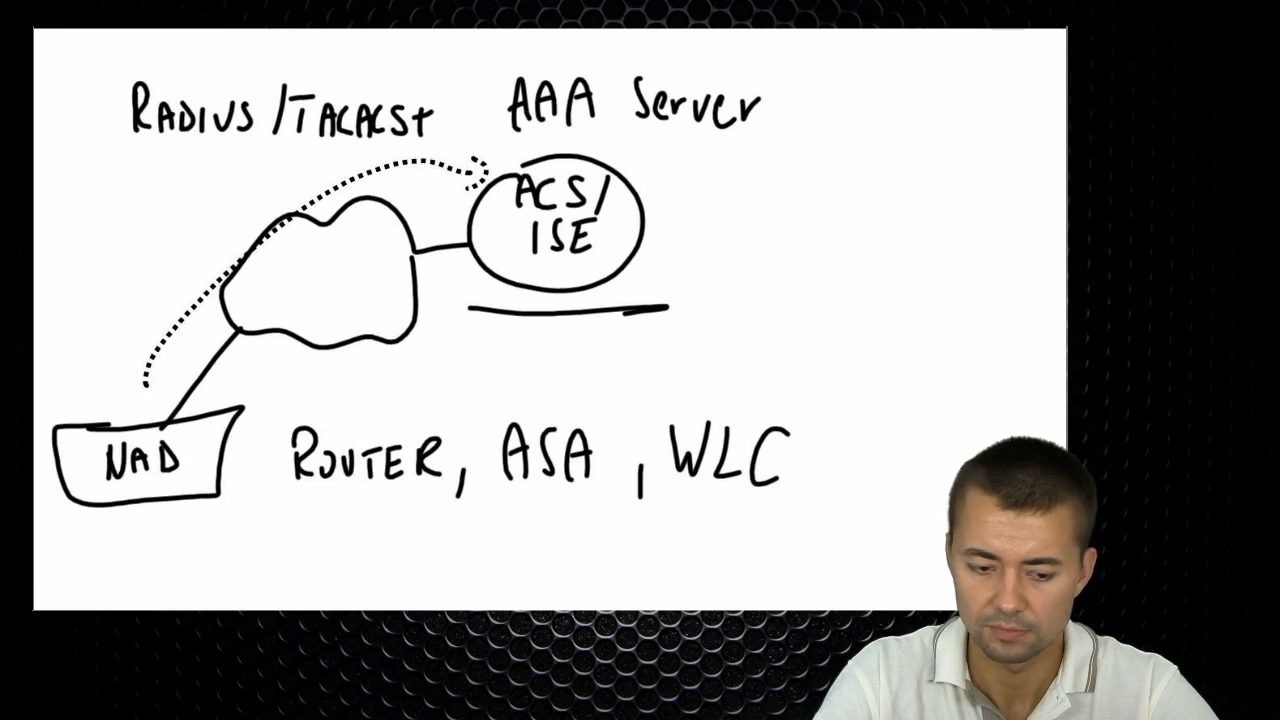 RADIUS/TACACS+ AAA Server
ACS/
ISE
NAD ROUTER, ASA, WLC